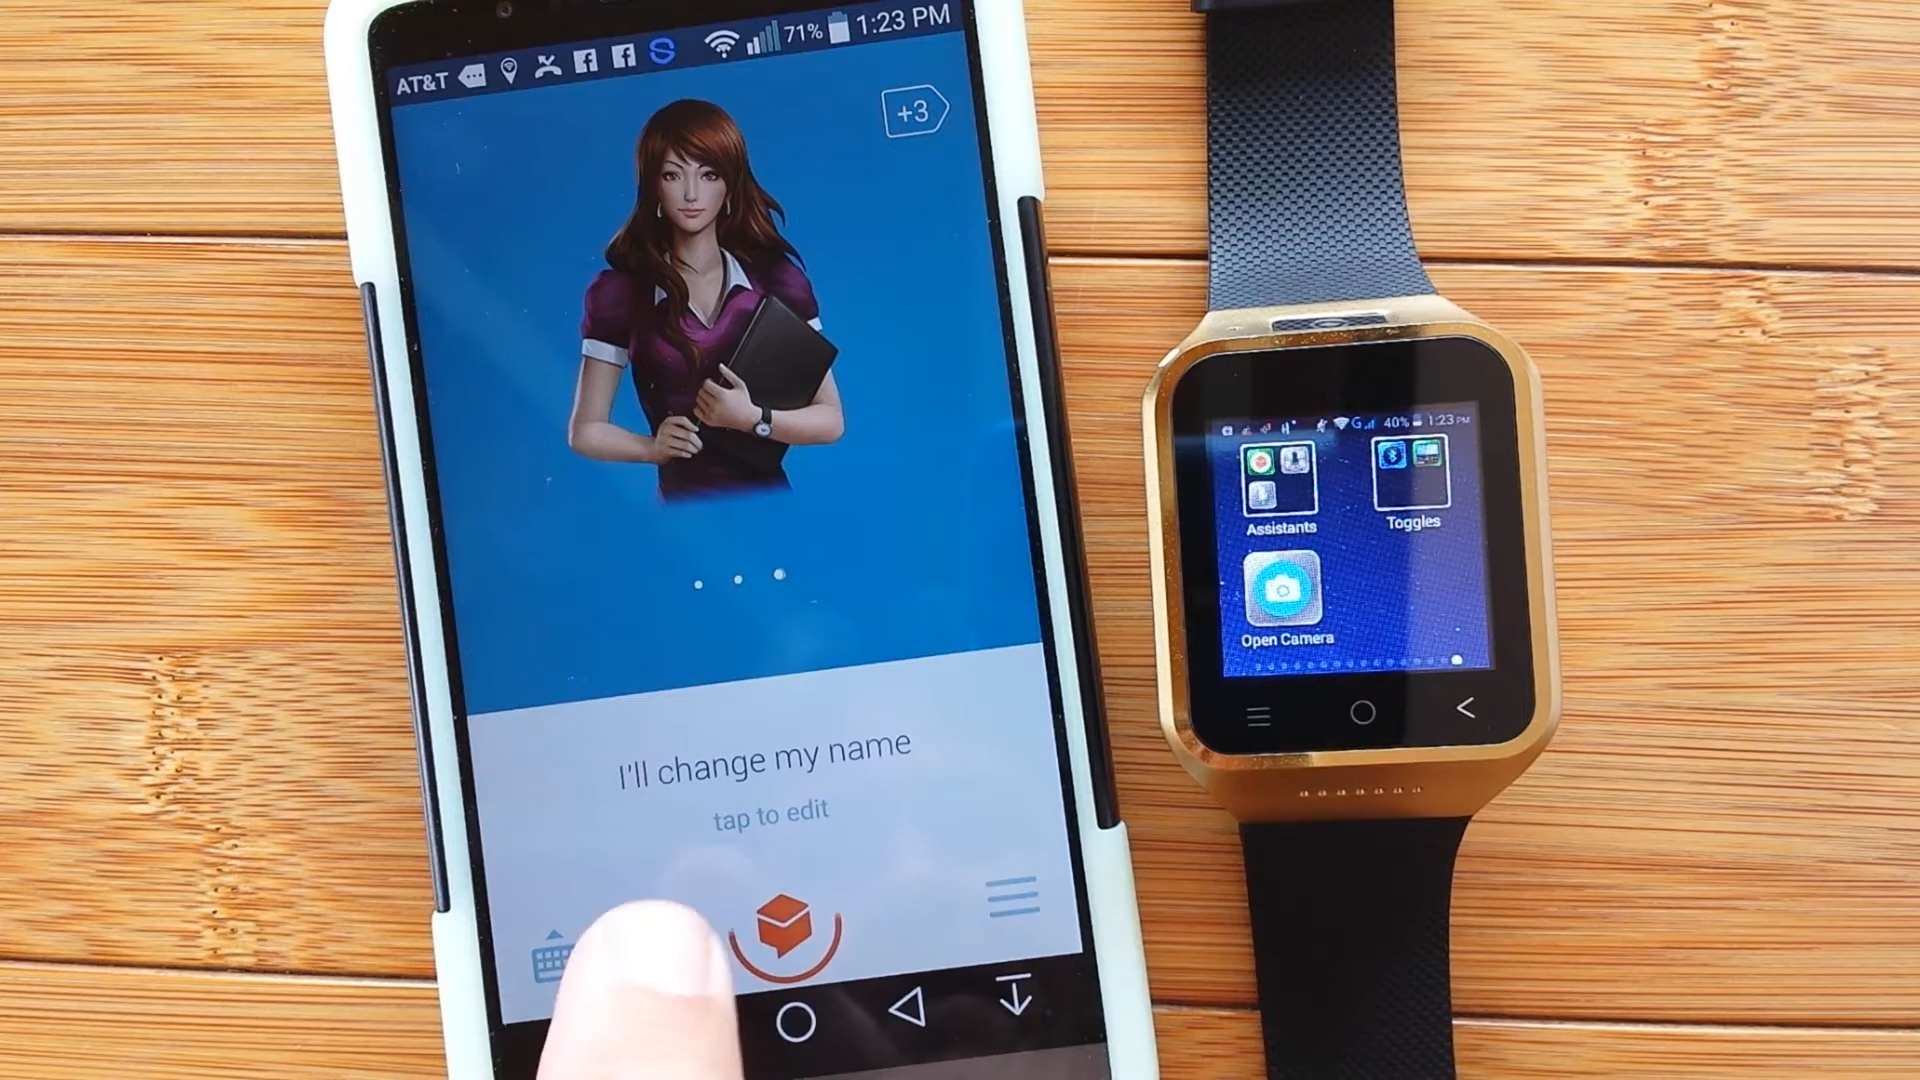 AT&T 71% 1:23 PM
+3
I'll change my name
tap to edit
G 40% 1:23 PM
Assistants Toggles
Open Camera